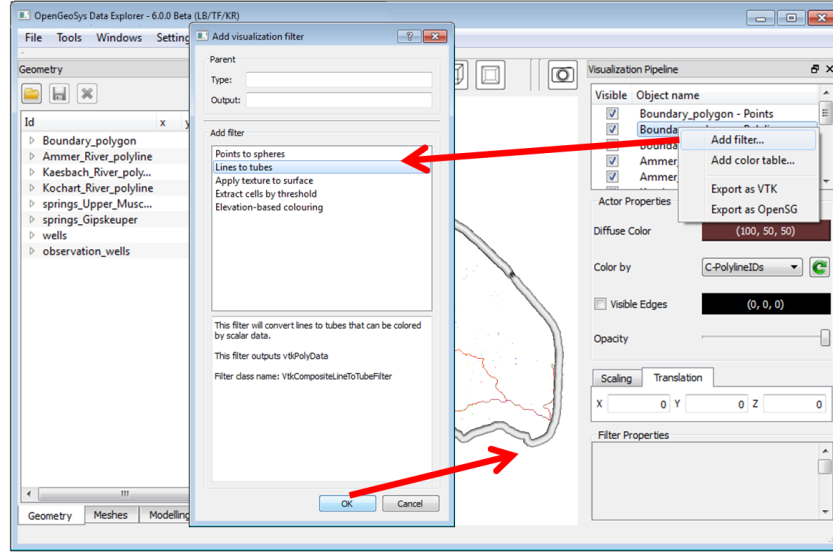 OpenGeoSys Data Explorer - 6.0.0 Beta (LB/TF/KR)
File Tools Windows Setting
Geometry
Id x y
Boundary_polygon
Ammer_River_polyline
Kaesbach_River_poly...
Kochart_River_polyline
springs_Upper_Musc...
springs_Gipskeuper
wells
observation_wells
Geometry Meshes Modelling
Add visualization filter
Parent
Type:
Output:
Add filter
Points to spheres
Lines to tubes
Apply texture to surface
Extract cells by threshold
Elevation-based colouring
This filter will convert lines to tubes that can be colored
by scalar data.
This filter outputs vtkPolyData
Filter class name: VtkCompositeLineToTubeFilter
OK Cancel
Visualization Pipeline
Visible Object name
Boundary_polygon - Points
Bounda
Ammer
Ammer
Add filter...
Add color table...
Export as VTK
Export as OpenSG
Actor Properties
Diffuse Color (100, 50, 50)
Color by C-PolylineIDs
Visible Edges (0, 0, 0)
Opacity
Scaling Translation
X 0 Y 0 Z 0
Filter Properties